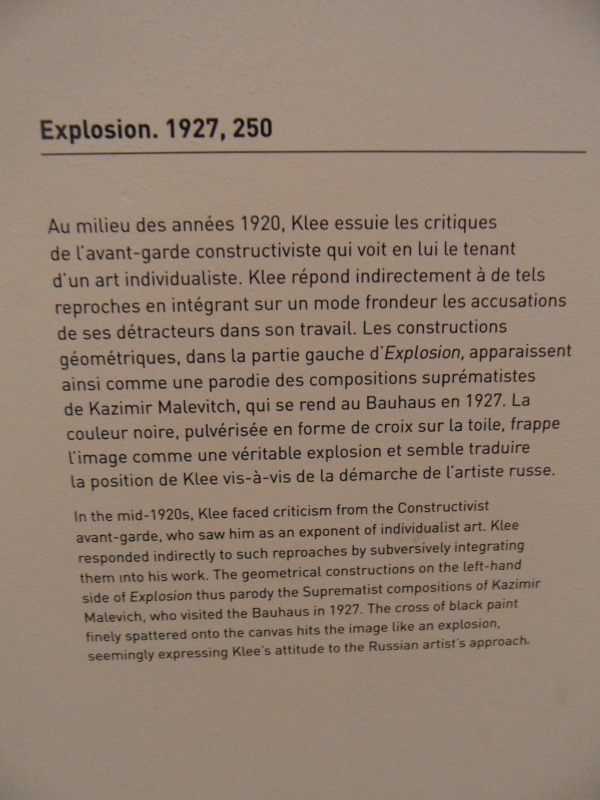 Explosion. 1927, 250
Au milieu des années 1920, Klee essuie les critiques
de l'avant-garde constructiviste qui voit en lui le tenant
d'un art individualiste. Klee répond indirectement à de tels
reproches en intégrant sur un mode frondeur les accusations
de ses détracteurs dans son travail. Les constructions
géométriques, dans la partie gauche d'Explosion, apparaissent
ainsi comme une parodie des compositions suprématistes
de Kazimir Malevitch, qui se rend au Bauhaus en 1927. La
couleur noire, pulvérisée en forme de croix sur la toile, frappe
l'image comme une véritable explosion et semble traduire
la position de Klee vis-à-vis de la démarche de l'artiste russe.
In the mid-1920s, Klee faced criticism from the Constructivist
avant-garde, who saw him as an exponent of individualist art. Klee
responded indirectly to such reproaches by subversively integrating
them into his work. The geometrical constructions on the left-hand
side of Explosion thus parody the Suprematist compositions of Kazimir
Malevich, who visited the Bauhaus in 1927. The cross of black paint
finely spattered onto the canvas hits the image like an explosion,
seemingly expressing Klee's attitude to the Russian artist's approach.